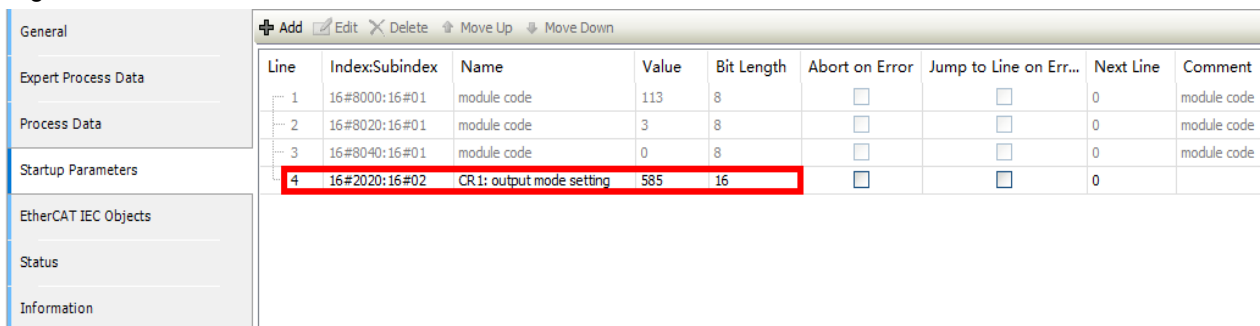 General
Expert Process Data
Process Data
Startup Parameters
EtherCAT IEC Objects
Status
Information
Add Edit Delete Move Up Move Down
Line Index:Subindex Name Value Bit Length Abort on Error Jump to Line on Err... Next Line Comment
1 16#8000:16#01 module code 113 8 0 module code
2 16#8020:16#01 module code 3 8 0 module code
3 16#8040:16#01 module code 0 8 0 module code
4 16#2020:16#02 CR1: output mode setting 585 16 0